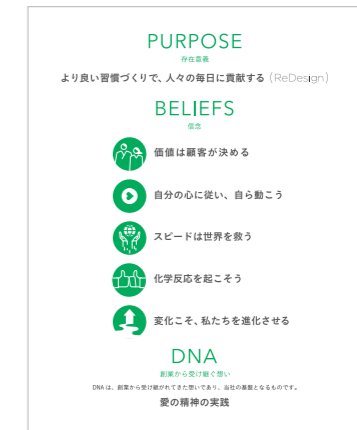 PURPOSE
存在意義
より良い習慣づくりで、人々の毎日に貢献する（ReDesign）
BELIEFS
信念
価値は顧客が決める
自分の心に従い、自ら動こう
スピードは世界を救う
化学反応を起こそう
変化こそ、私たちを進化させる
DNA
創業から受け継ぐ想い
DNAは、創業から受け継がれてきた想いであり、当社の基盤となるものです。
愛の精神の実践